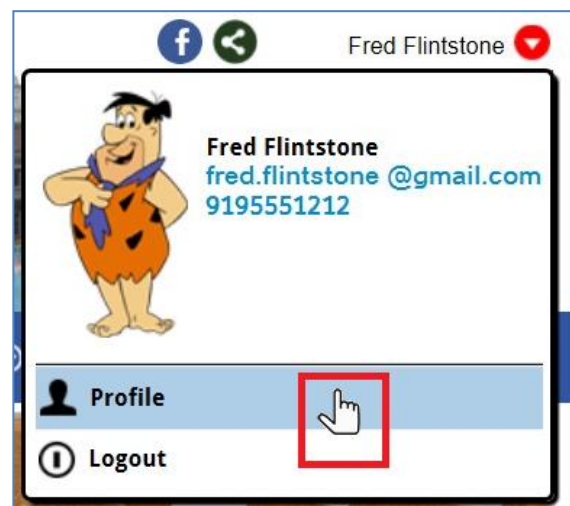 f Fred Flintstone
Fred Flintstone
fred.flintstone @gmail.com
9195551212
Profile
Logout